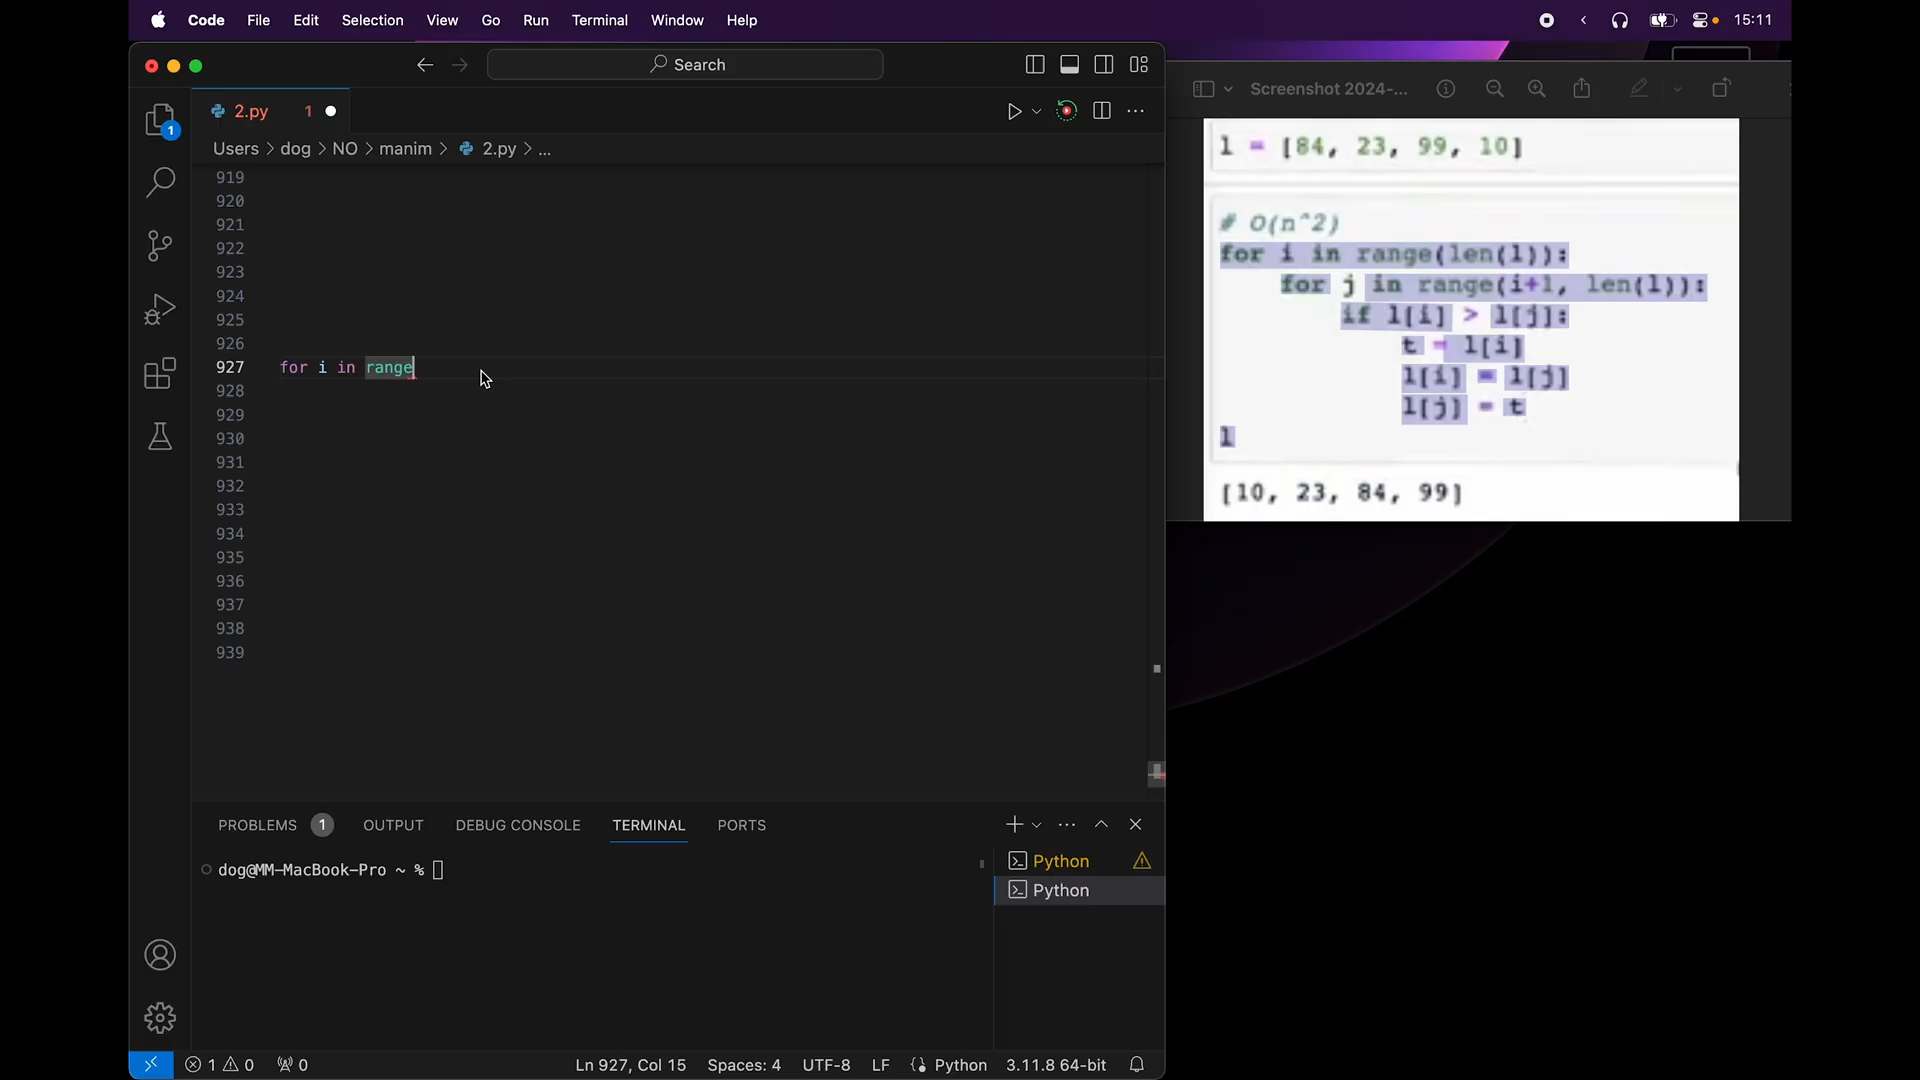 Code File Edit Selection View Go Run Terminal Window Help 15:11
Search
2.py 1
Users > dog > NO > manim > 2.py > ...
919
920
921
922
923
924
925
926
927 for i in range
928
929
930
931
932
933
934
935
936
937
938
939
PROBLEMS 1 OUTPUT DEBUG CONSOLE TERMINAL PORTS
dog@MM-MacBook-Pro ~ %
Python
Python
1 0 0 Ln 927, Col 15 Spaces: 4 UTF-8 LF Python 3.11.8 64-bit
1
Screenshot 2024-...
l = [84, 23, 99, 10]
# O(n^2)
for i in range(len(l)):
for j in range(i+1, len(l)):
if l[i] > l[j]:
t = l[i]
l[i] = l[j]
l[j] = t
l
[10, 23, 84, 99]